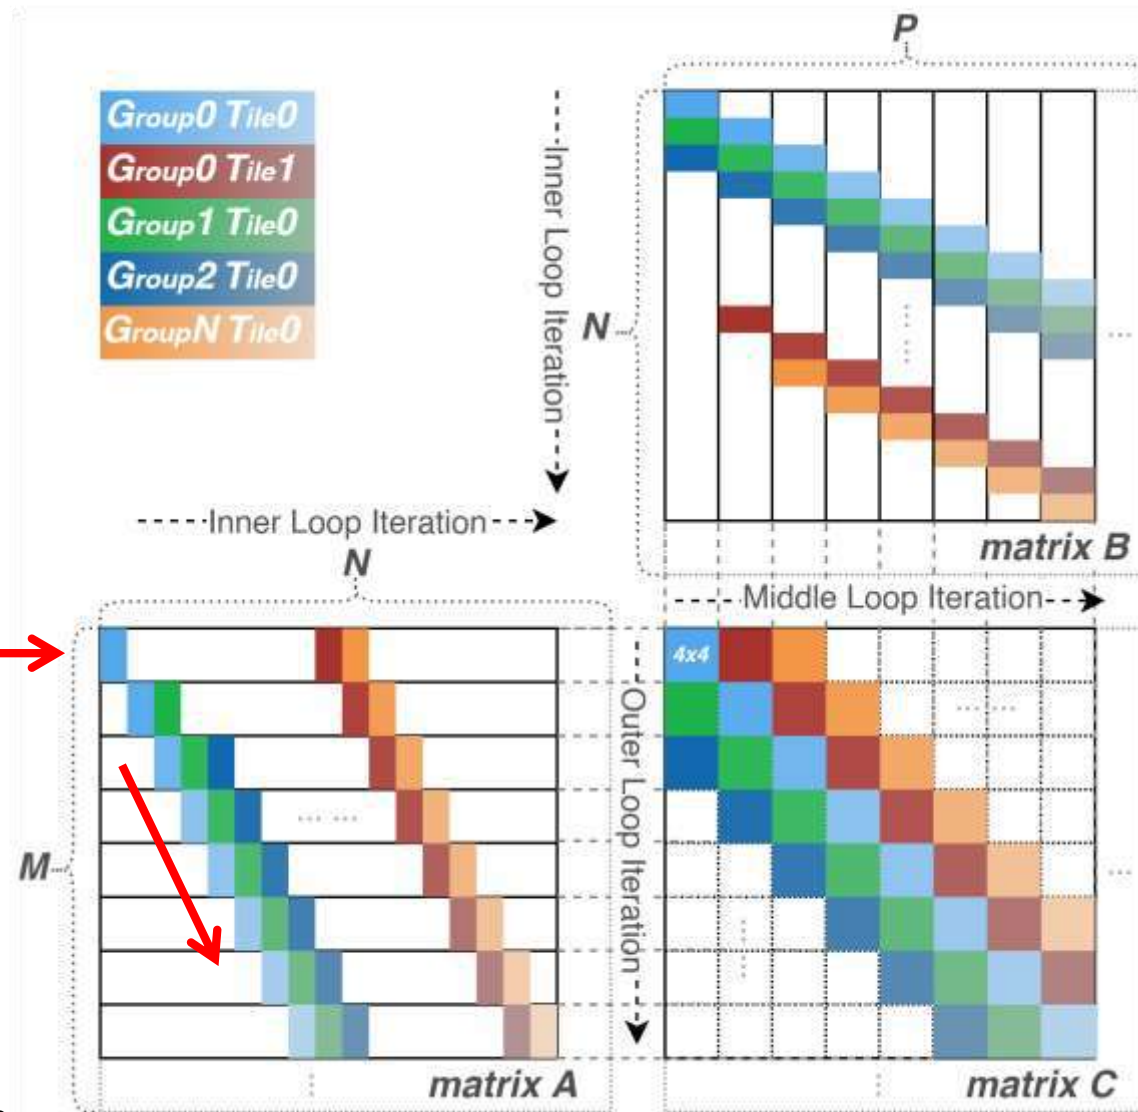 P
Group0 Tile0
Group0 Tile1
Group1 Tile0
Group2 Tile0
GroupN Tile0
Inner Loop Iteration
N
... ...
Inner Loop Iteration
matrix B
N
Middle Loop Iteration
4x4
Outer Loop Iteration
... ...
... ...
M
matrix A
matrix C